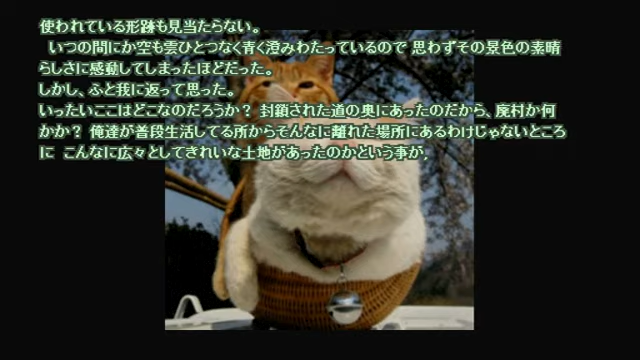 使われている形跡も見当たらない。
いつの間にか空も雲ひとつなく青く澄みわたっているので 思わずその景色の素晴
らしさに感動してしまったほどだった。
しかし、ふと我に返って思った。
いったいここはどこなのだろうか？ 封鎖された道の奥にあったのだから、廃村か何
かか？ 俺達が普段生活してる所からそんなに離れた場所にあるわけじゃないところ
に　こんなに広々としてきれいな土地があったのかという事が,